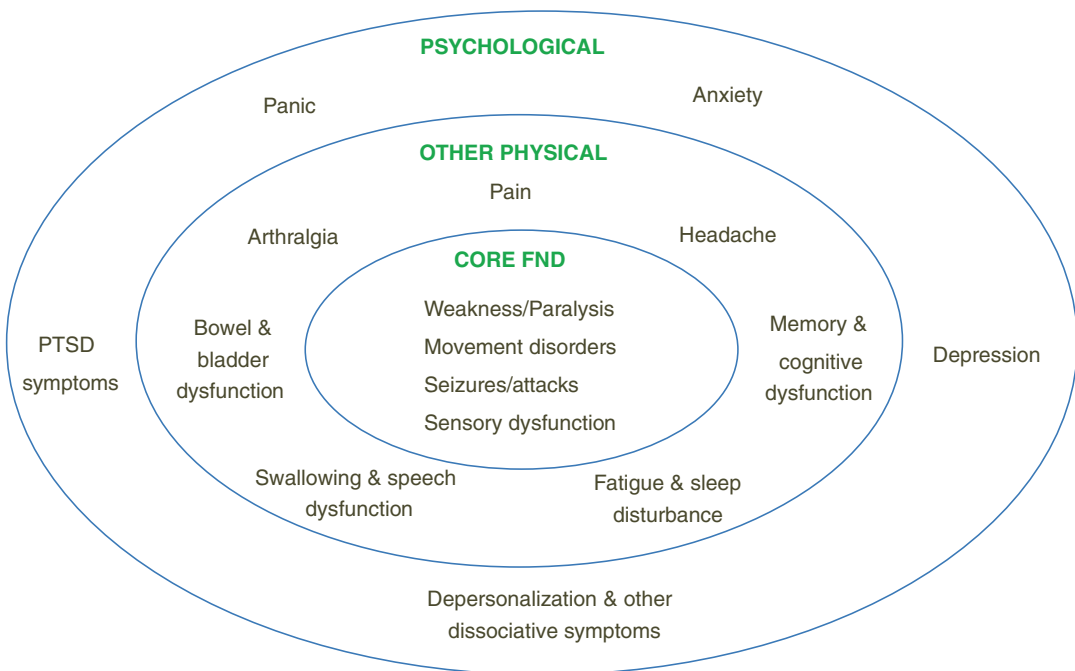 PSYCHOLOGICAL
Panic
Anxiety
OTHER PHYSICAL
Pain
Arthralgia
Headache
CORE FND
Weakness/Paralysis
Movement disorders
Seizures/attacks
Sensory dysfunction
Bowel &
bladder
dysfunction
Memory &
cognitive
dysfunction
PTSD
symptoms
Depression
Swallowing & speech
dysfunction
Fatigue & sleep
disturbance
Depersonalization & other
dissociative symptoms